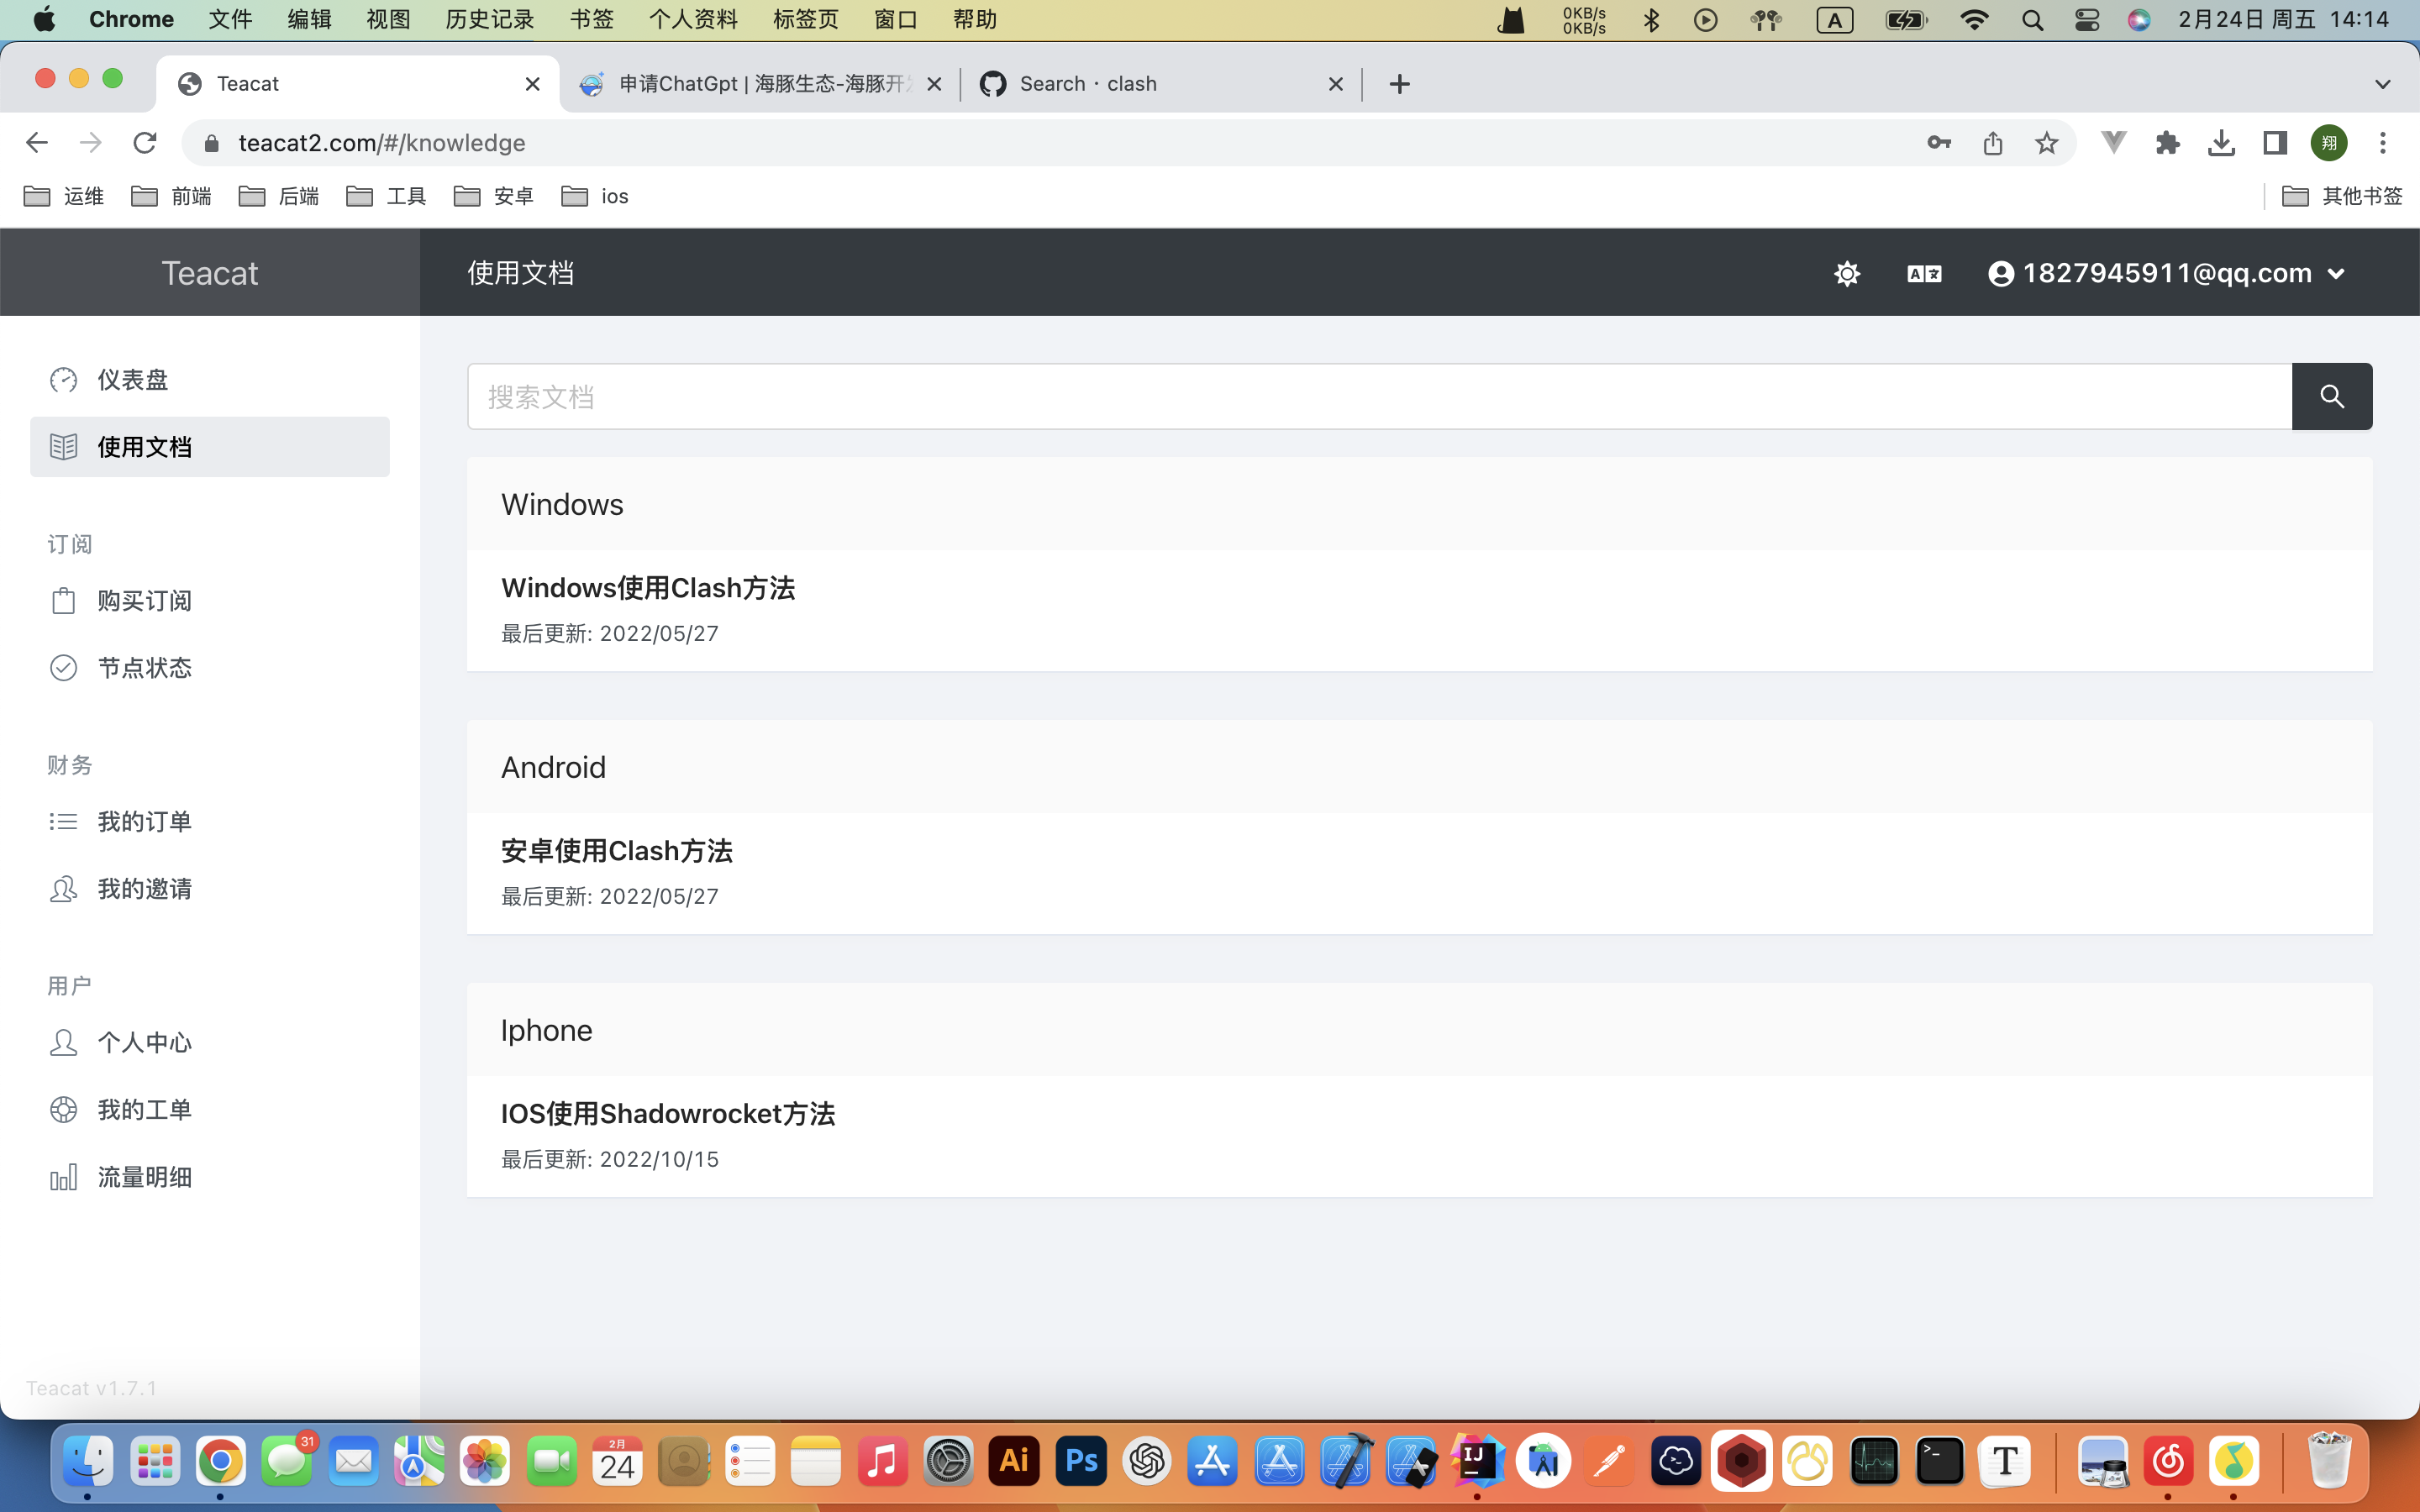 Chrome 文件 编辑 视图 历史记录 书签 个人资料 标签页 窗口 帮助
0KB/s
0KB/s
A
2月24日 周五 14:14
Teacat
申请ChatGpt | 海豚生态-海豚开
Search · clash
teacat2.com/#/knowledge
翔
运维 前端 后端 工具 安卓 ios 其他书签
Teacat
使用文档
1827945911@qq.com
仪表盘
使用文档
订阅
购买订阅
节点状态
财务
我的订单
我的邀请
用户
个人中心
我的工单
流量明细
Teacat v1.7.1
搜索文档
Windows
Windows使用Clash方法
最后更新: 2022/05/27
Android
安卓使用Clash方法
最后更新: 2022/05/27
Iphone
IOS使用Shadowrocket方法
最后更新: 2022/10/15
31
2月
24
Ai
Ps
IJ
T